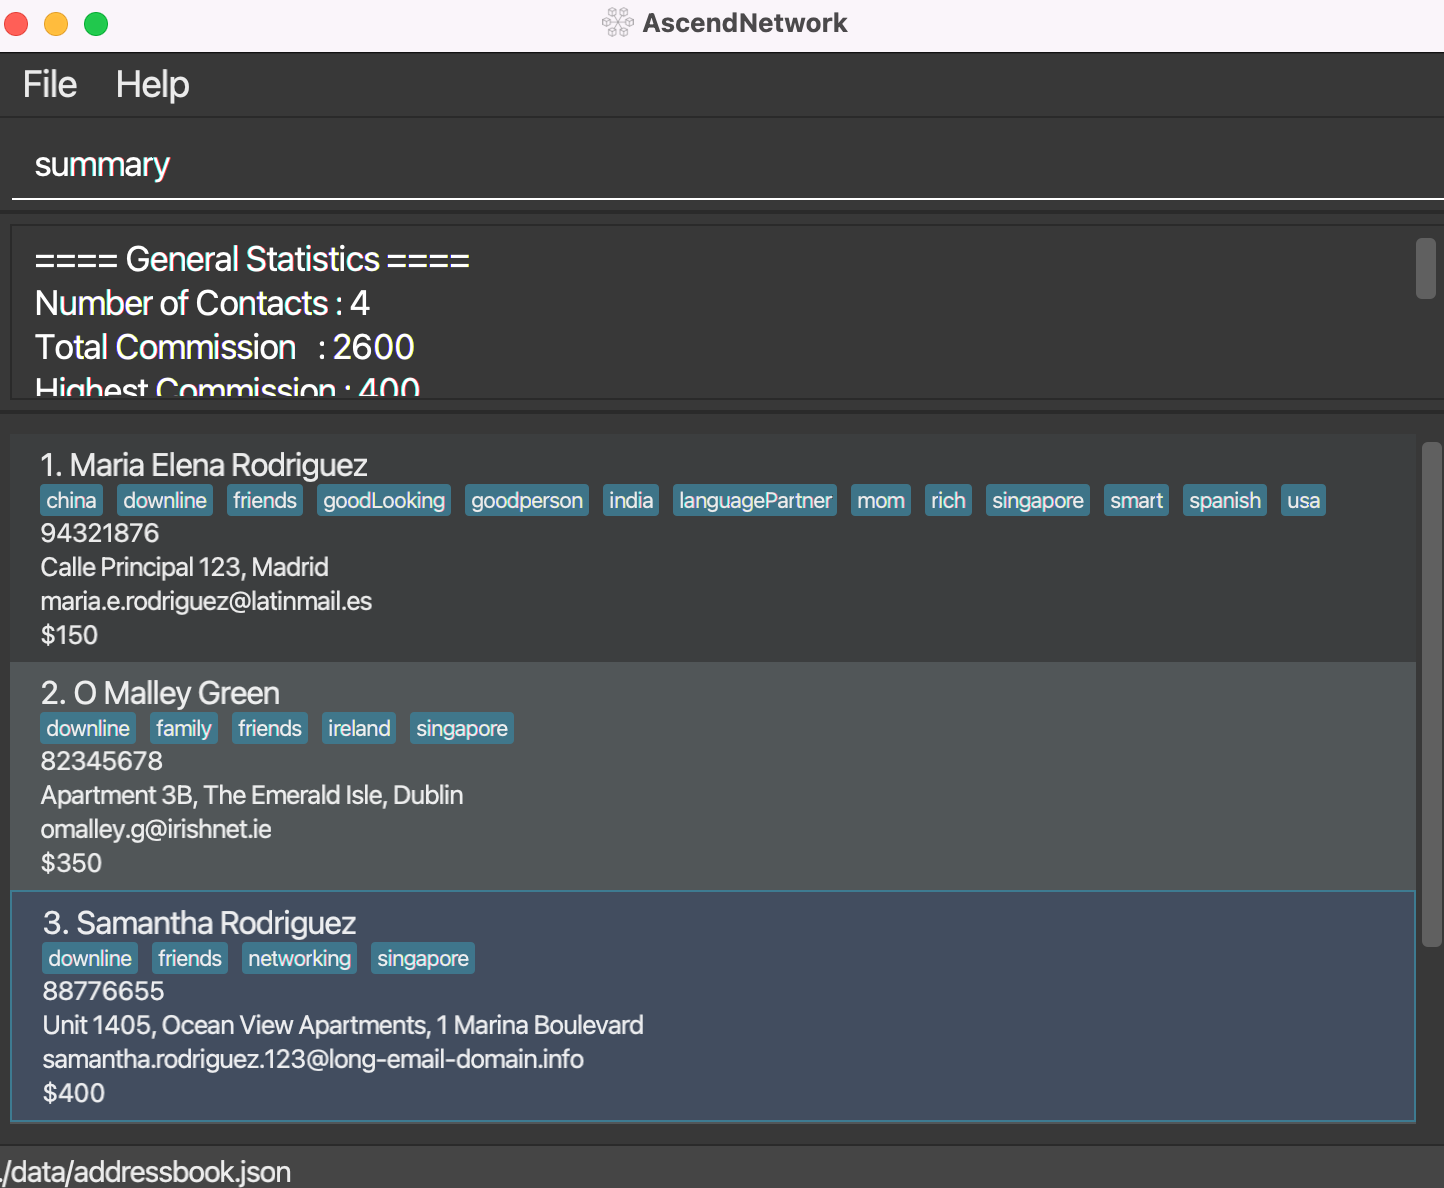 AscendNetwork
File Help
summary
==== General Statistics ====
Number of Contacts : 4
Total Commission : 2600
Highest Commission : 400
1. Maria Elena Rodriguez
china downline friends goodLooking goodperson india languagePartner mom rich singapore smart spanish usa
94321876
Calle Principal 123, Madrid
maria.e.rodriguez@latinmail.es
$150
2. O Malley Green
downline family friends ireland singapore
82345678
Apartment 3B, The Emerald Isle, Dublin
omalley.g@irishnet.ie
$350
3. Samantha Rodriguez
downline friends networking singapore
88776655
Unit 1405, Ocean View Apartments, 1 Marina Boulevard
samantha.rodriguez.123@long-email-domain.info
$400
./data/addressbook.json